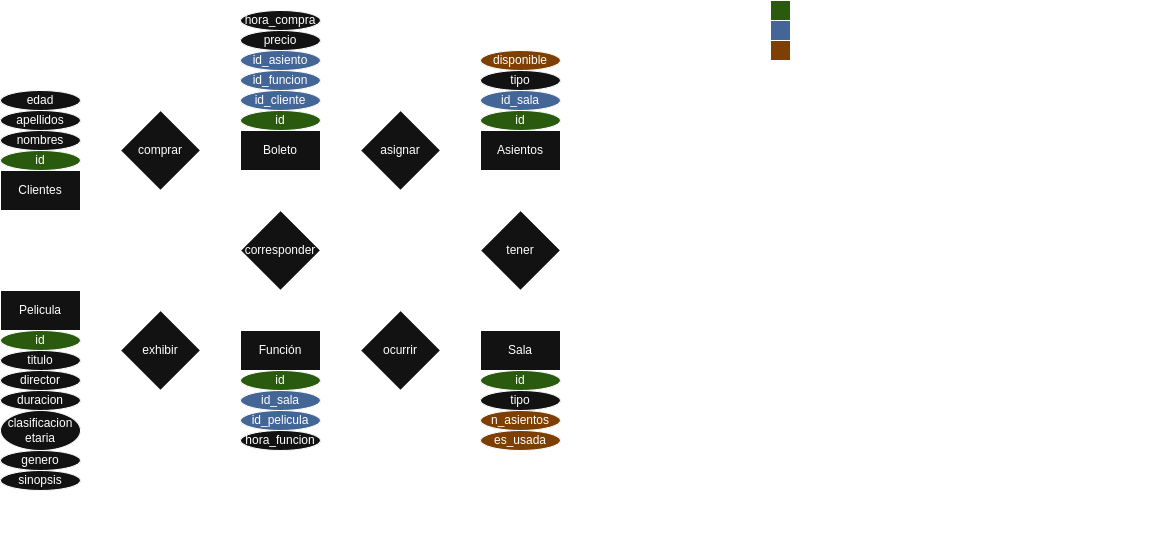 hora_compra
precio
id_asiento
id_funcion
id_cliente
id
Boleto
disponible
tipo
id_sala
id
Asientos
edad
apellidos
nombres
id
Clientes
comprar
asignar
corresponder
tener
Pelicula
id
titulo
director
duracion
clasificacion
etaria
genero
sinopsis
exhibir
Función
id
id_sala
id_pelicula
hora_funcion
ocurrir
Sala
id
tipo
n_asientos
es_usada